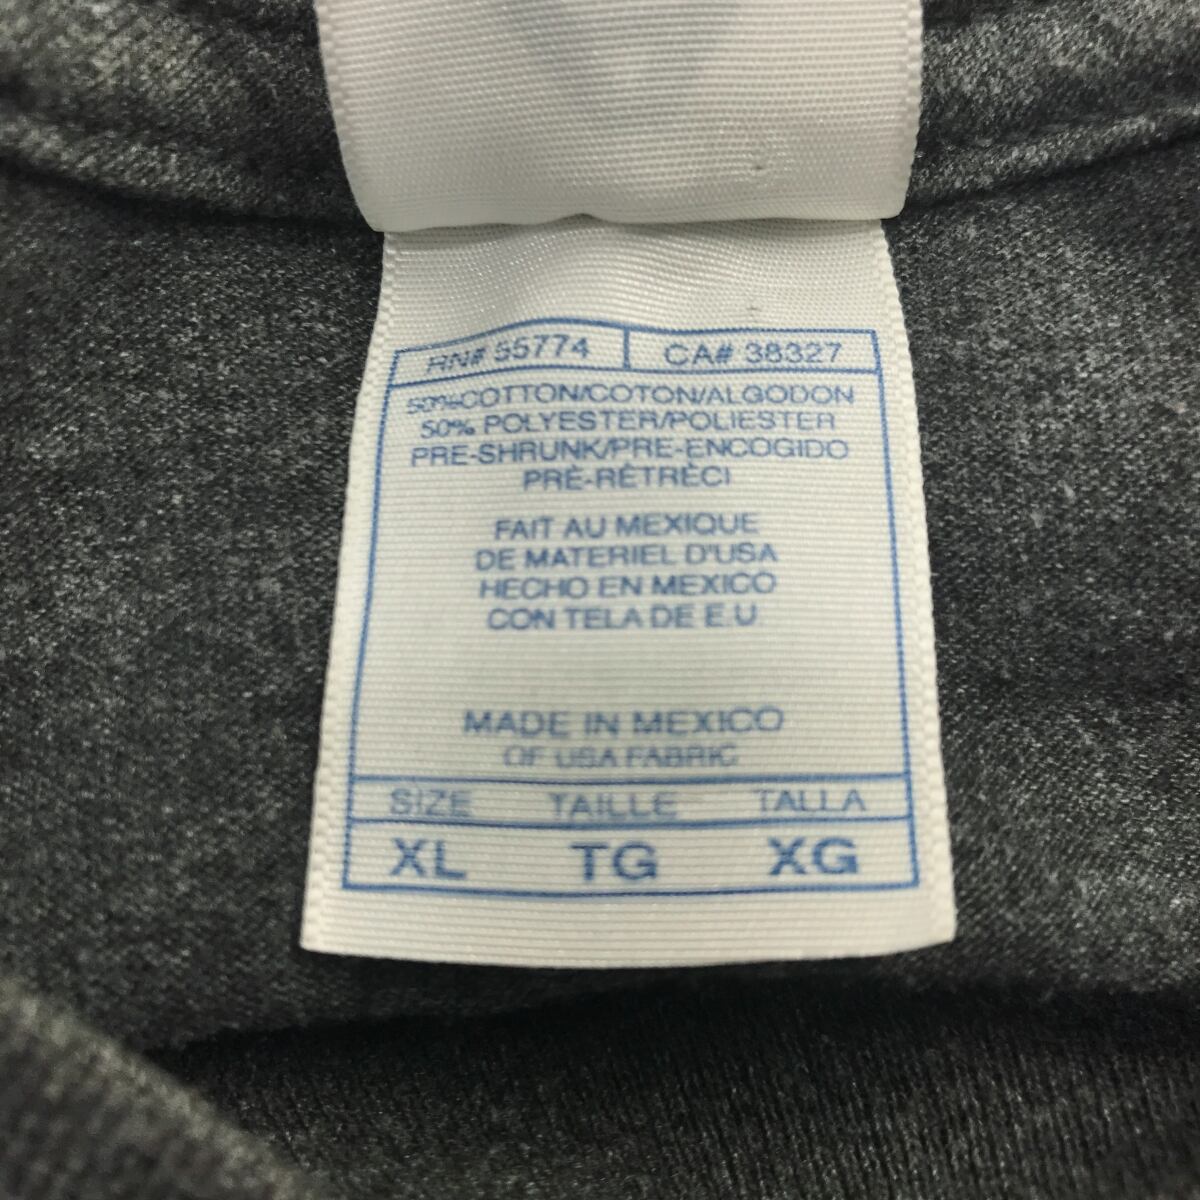 RN# 55774 CA# 38327
50%COTTON/COTON/ALGODON
50% POLYESTER/POLIESTER
PRE-SHRUNK/PRE-ENCOGIDO
PRÉ-RÉTRÉCI
FAIT AU MEXIQUE
DE MATERIEL D'USA
HECHO EN MEXICO
CON TELA DE E.U.
MADE IN MEXICO
OF USA FABRIC
SIZE TAILLE TALLA
XL TG XG